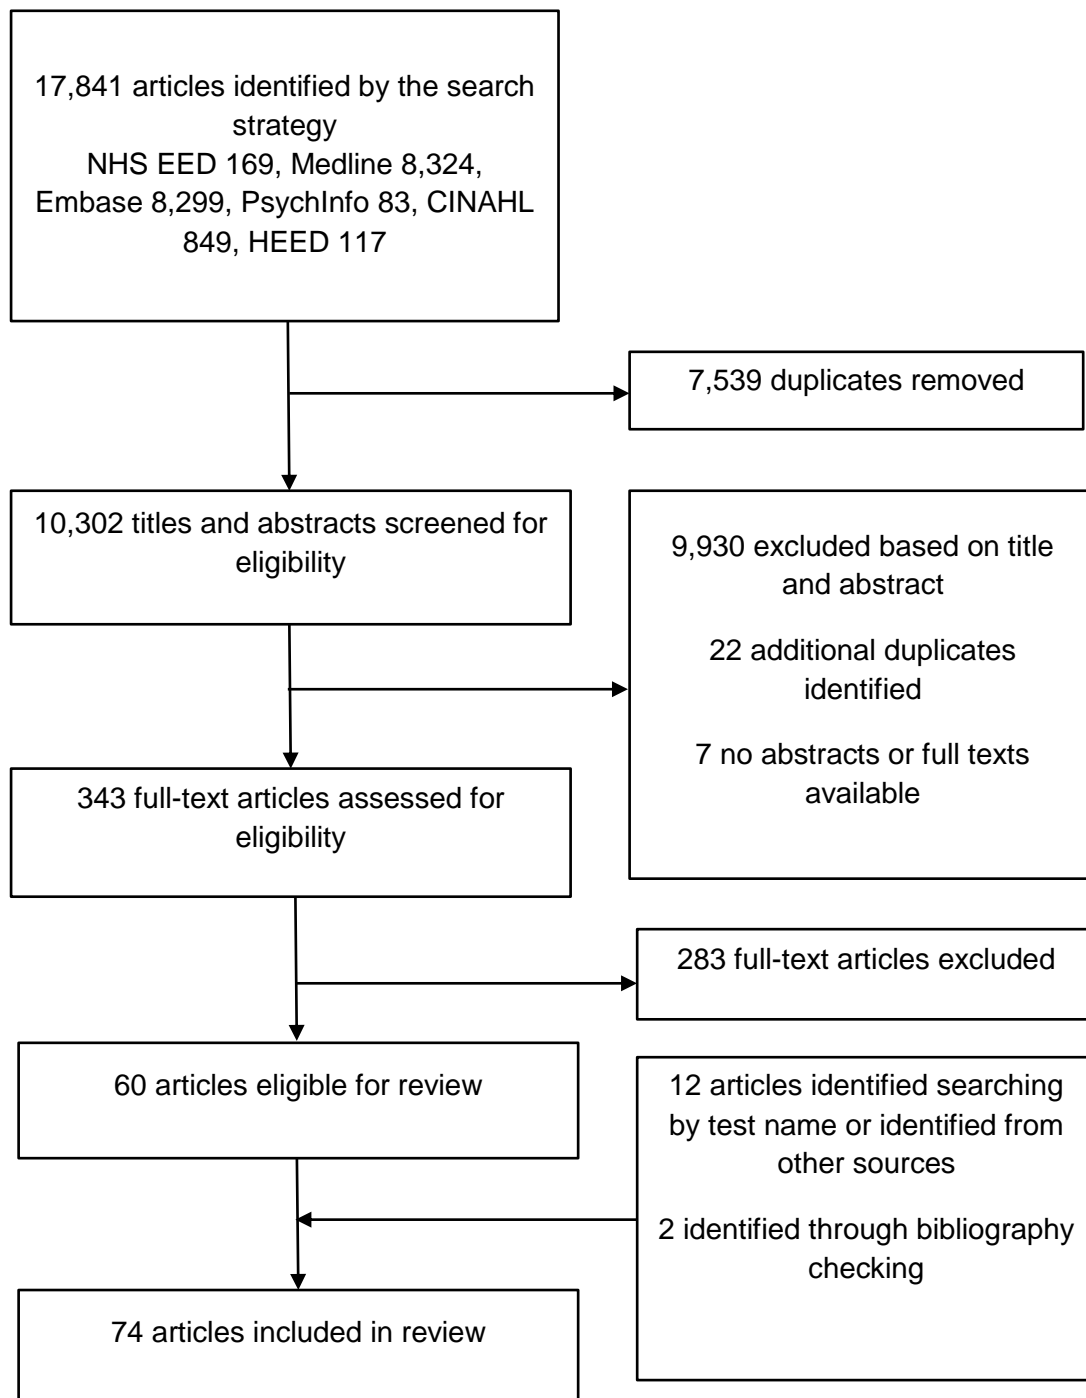 17,841 articles identified by the search
strategy
NHS EED 169, Medline 8,324,
Embase 8,299, PsychInfo 83, CINAHL
849, HEED 117
7,539 duplicates removed
10,302 titles and abstracts screened for
eligibility
9,930 excluded based on title
and abstract
22 additional duplicates
identified
7 no abstracts or full texts
available
343 full-text articles assessed for
eligibility
283 full-text articles excluded
60 articles eligible for review
12 articles identified searching
by test name or identified from
other sources
2 identified through bibliography
checking
74 articles included in review